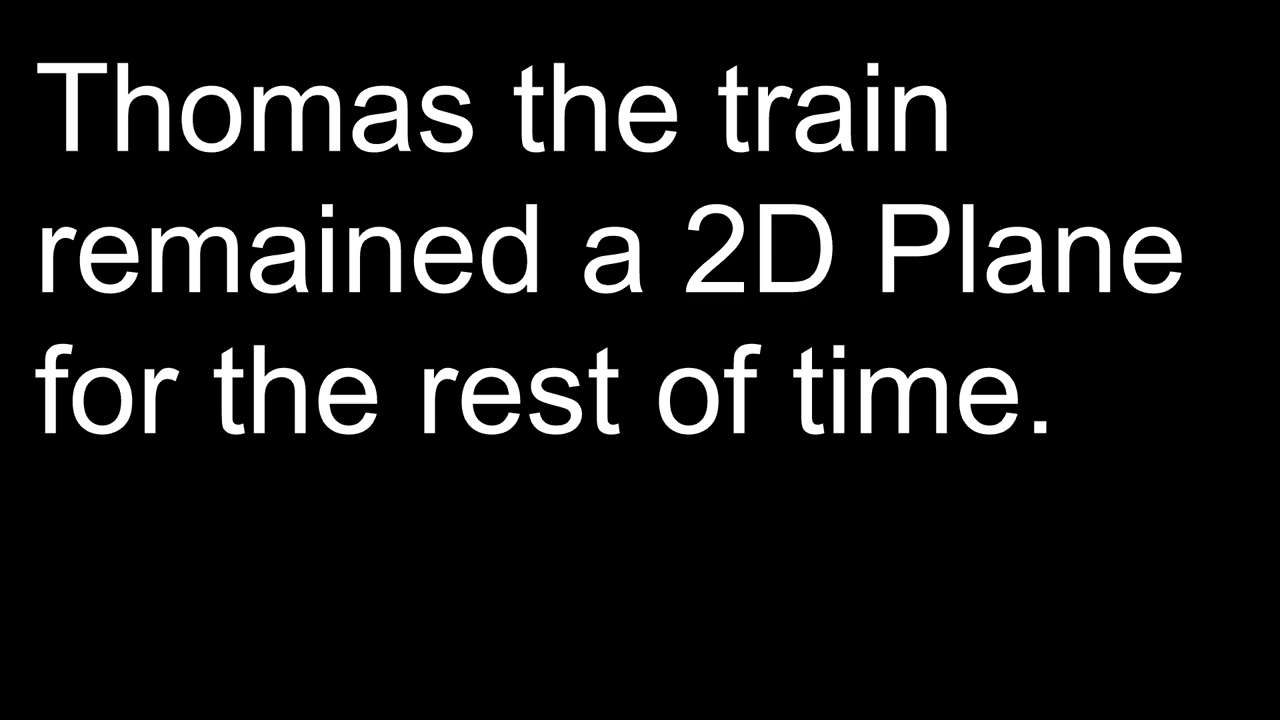 Thomas the train
remained a 2D Plane
for the rest of time.